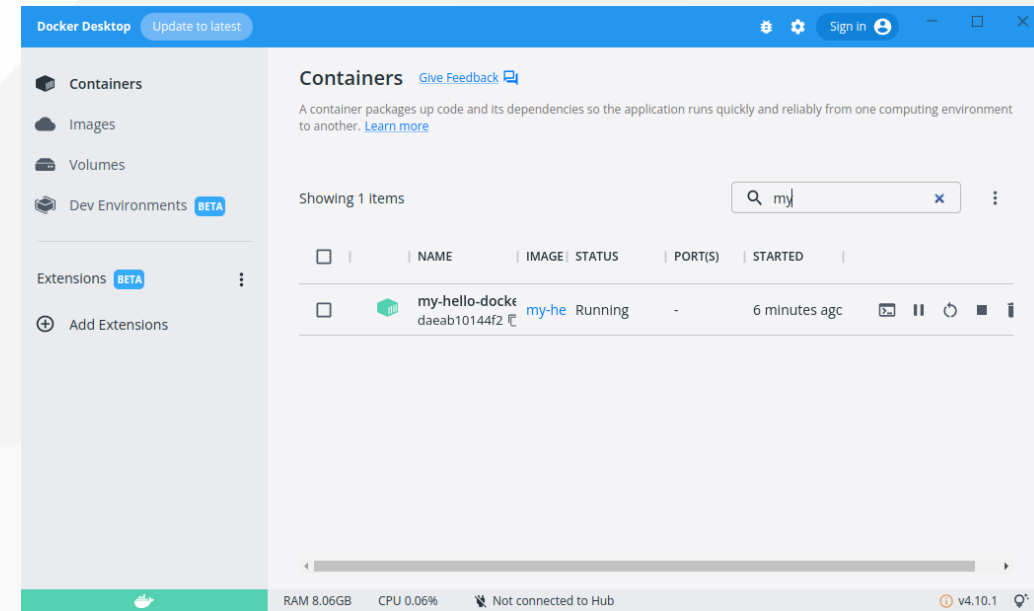 Docker Desktop Update to latest Sign in
Containers
Images
Volumes
Dev Environments BETA
Extensions BETA
Add Extensions
Containers Give Feedback
A container packages up code and its dependencies so the application runs quickly and reliably from one computing environment
to another. Learn more
Showing 1 items my
NAME IMAGE STATUS PORT(S) STARTED
my-hello-docke
daeab10144f2 my-he Running - 6 minutes agc
RAM 8.06GB CPU 0.06% Not connected to Hub v4.10.1